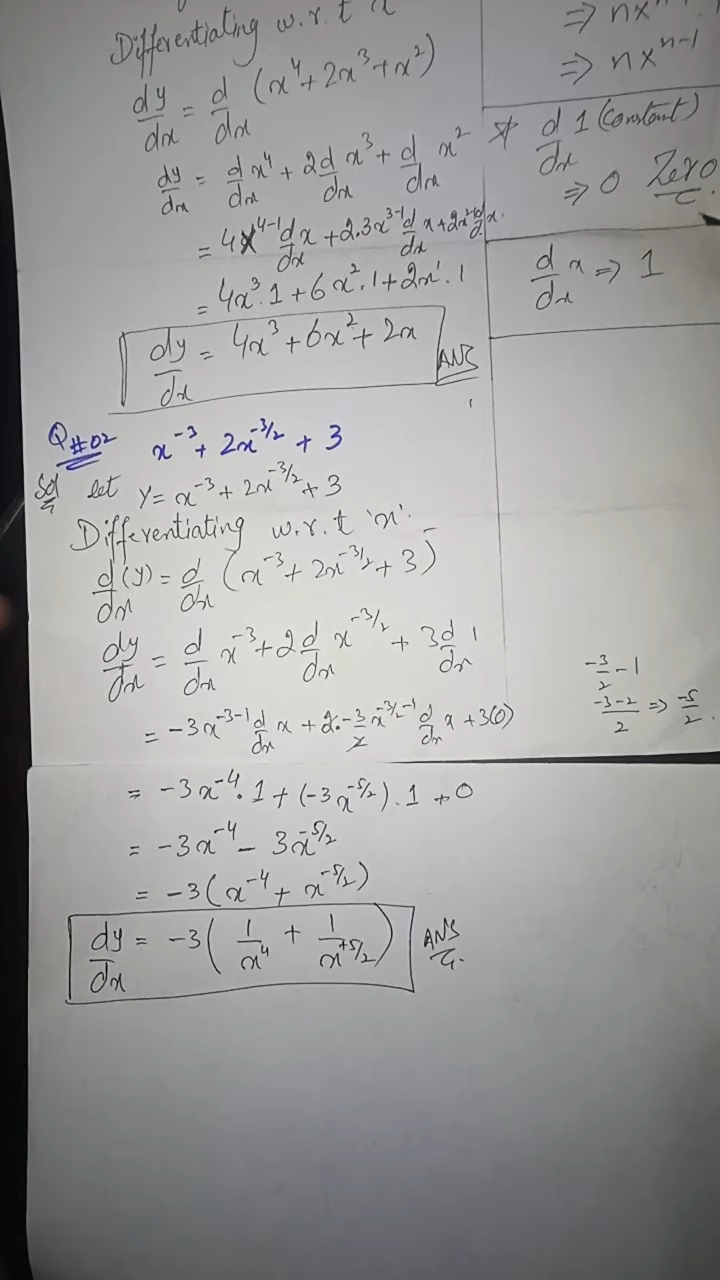 Differentiating w.r.t x
dy/dx = d/dx (x⁴ + 2x³ + x²)
dy/dx = d/dx x⁴ + 2d/dx x³ + d/dx x²
= 4x⁴⁻¹ d/dx x + 2.3x³⁻¹ d/dx x + 2x²⁻¹ d/dx x.
= 4x³.1 + 6x².1 + 2x¹.1
dy/dx = 4x³ + 6x² + 2x ANS
⇒ nxⁿ⁻¹
* d/dx 1 (Constant)
⇒ 0 Zero
d/dx x ⇒ 1
Q#02 x⁻³ + 2x^(-3/2) + 3
Sol let Y = x⁻³ + 2x^(-3/2) + 3
Differentiating w.r.t 'x'.
d/dx (y) = d/dx (x⁻³ + 2x^(-3/2) + 3)
dy/dx = d/dx x⁻³ + 2 d/dx x^(-3/2) + 3d/dx 1
= -3x⁻³⁻¹ d/dx x + 2.-3/2 x^(-3/2-1) d/dx x + 3(0)
-3/2 - 1
-3-2/2 ⇒ -5/2.
= -3x⁻⁴.1 + (-3x^(-5/2)).1 + 0
= -3x⁻⁴ - 3x^(-5/2)
= -3(x⁻⁴ + x^(-5/2))
dy/dx = -3(1/x⁴ + 1/x^(+5/2)) ANS